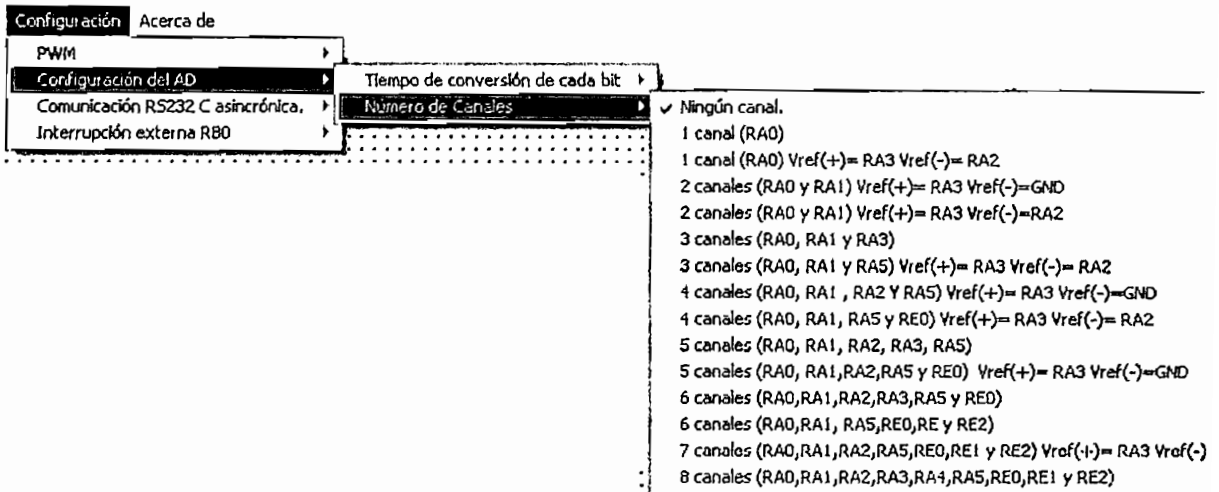 Configuración Acerca de
PWM
Configuración del AD
Comunicación RS232 C asincrónica.
Interrupción externa RB0
Tiempo de conversión de cada bit
Número de Canales
Ningún canal.
1 canal (RA0)
1 canal (RA0) Vref(+)= RA3 Vref(-)= RA2
2 canales (RA0 y RA1) Vref(+)= RA3 Vref(-)=GND
2 canales (RA0 y RA1) Vref(+)= RA3 Vref(-)=RA2
3 canales (RA0, RA1 y RA3)
3 canales (RA0, RA1 y RA5) Vref(+)= RA3 Vref(-)= RA2
4 canales (RA0, RA1 , RA2 Y RA5) Vref(+)= RA3 Vref(-)=GND
4 canales (RA0, RA1, RA5 y RE0) Vref(+)= RA3 Vref(-)= RA2
5 canales (RA0, RA1, RA2, RA3, RA5)
5 canales (RA0, RA1,RA2,RA5 y RE0) Vref(+)= RA3 Vref(-)=GND
6 canales (RA0,RA1,RA2,RA3,RA5 y RE0)
6 canales (RA0,RA1, RA5,RE0,RE y RE2)
7 canales (RA0,RA1,RA2,RA5,RE0,RE1 y RE2) Vref(+)= RA3 Vref(-)
8 canales (RA0,RA1,RA2,RA3,RA4,RA5,RE0,RE1 y RE2)